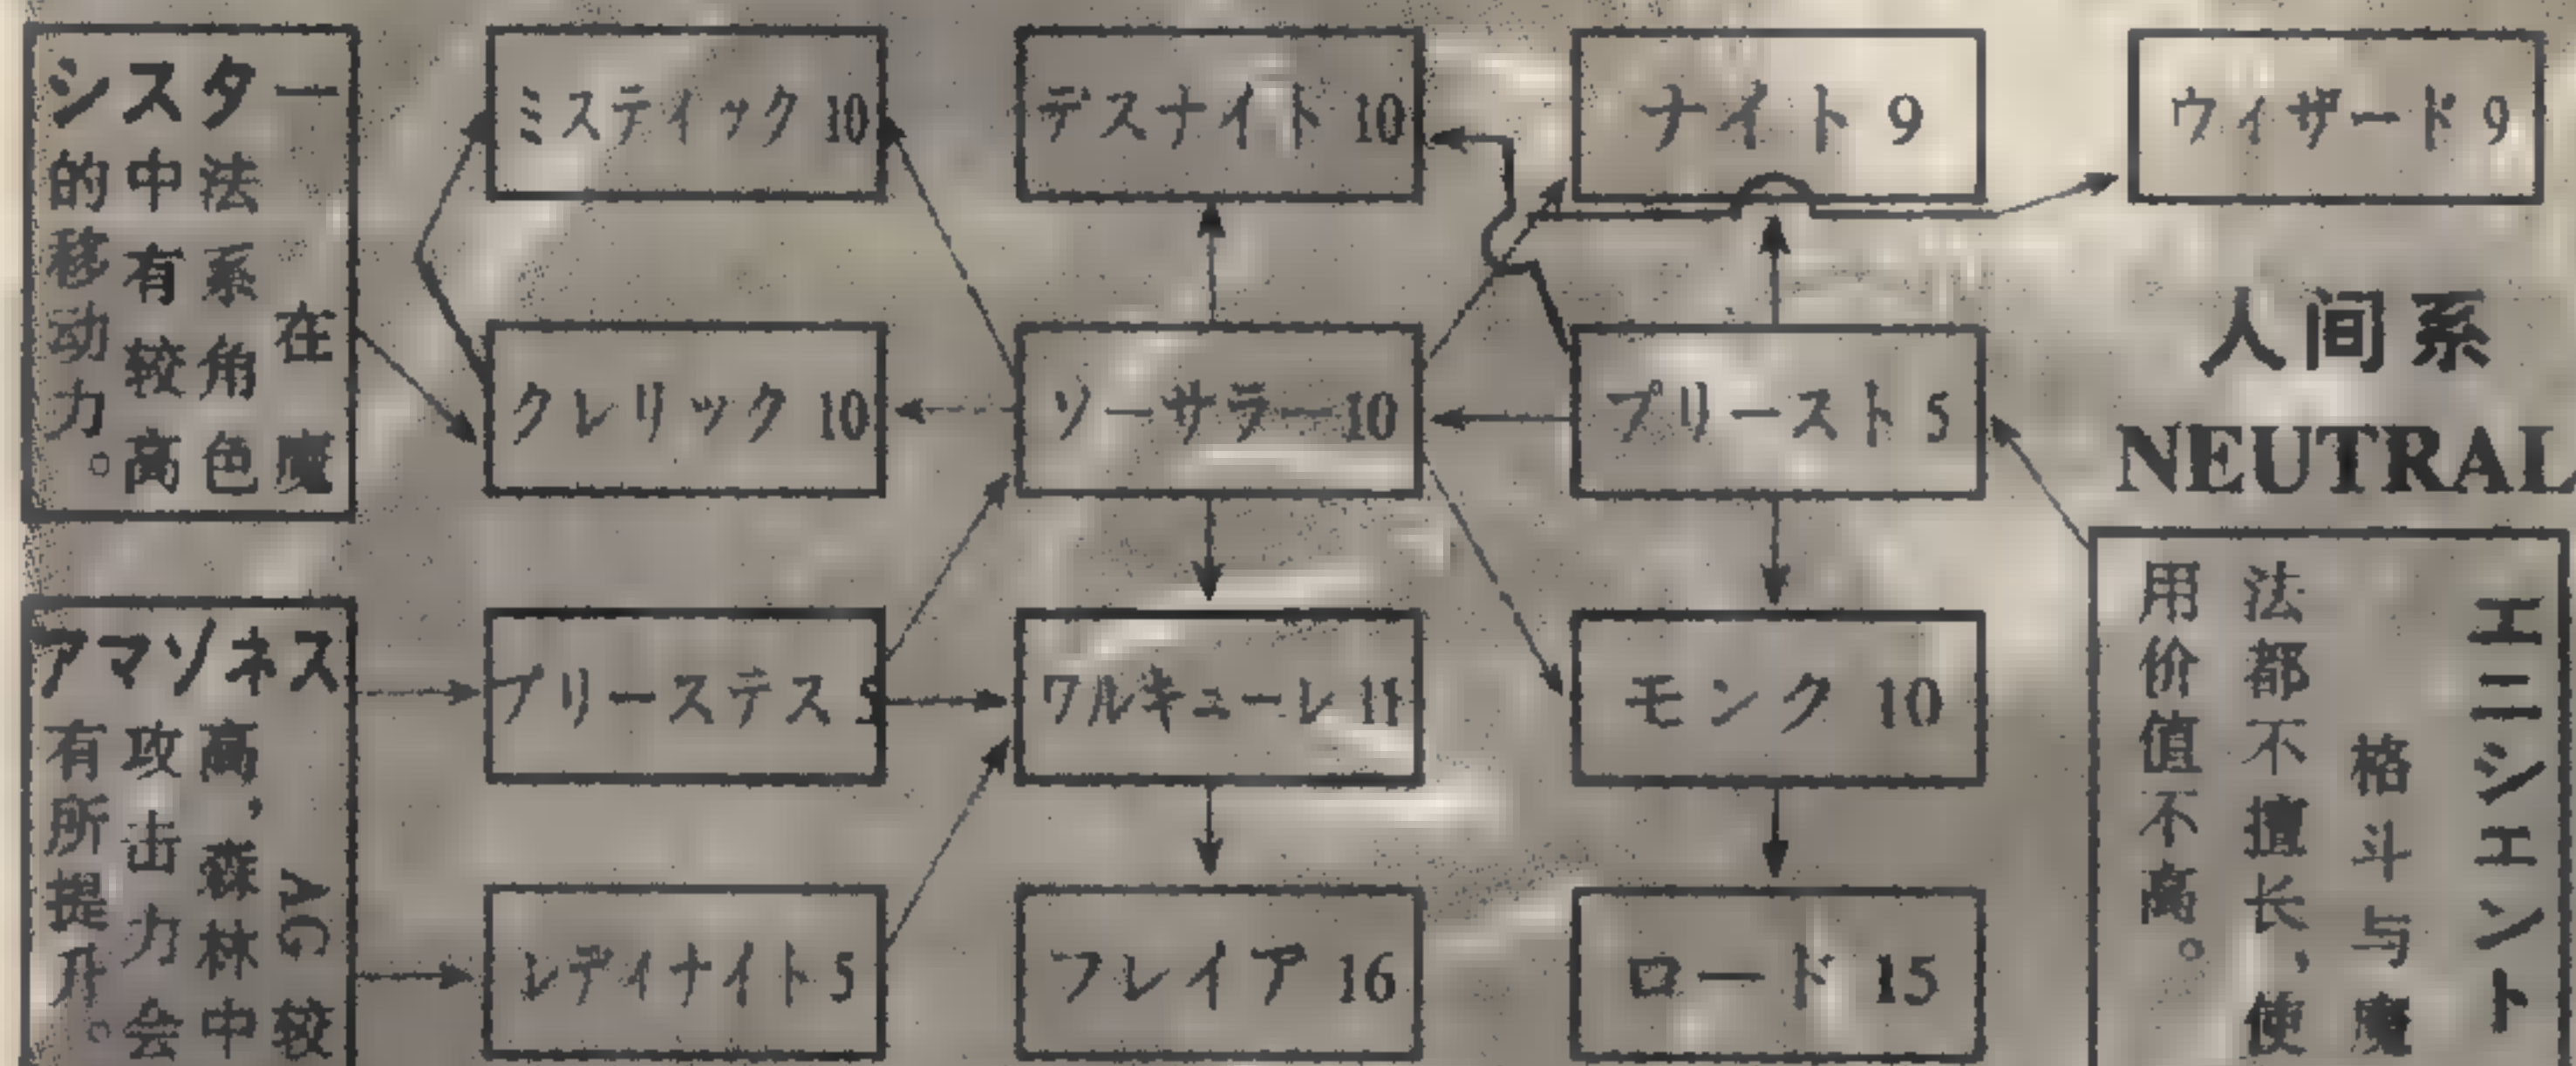 シスター
在魔
法系角色
中有较高
的移动力。
ミスティック 10
デスナイト 10
ナイト 9
ウィザード 9
クレリック 10
ソーサラー 10
プリースト 5
人间系
NEUTRAL
アマゾネス
AG 较
高，森林中
攻击力会
有所提升。
プリーステス 5
ワルキューレ 11
モンク 10
レディナイト 5
フレイア 16
ロード 15
エニシエント
格斗与魔
法都不擅长，使
用价值不高。